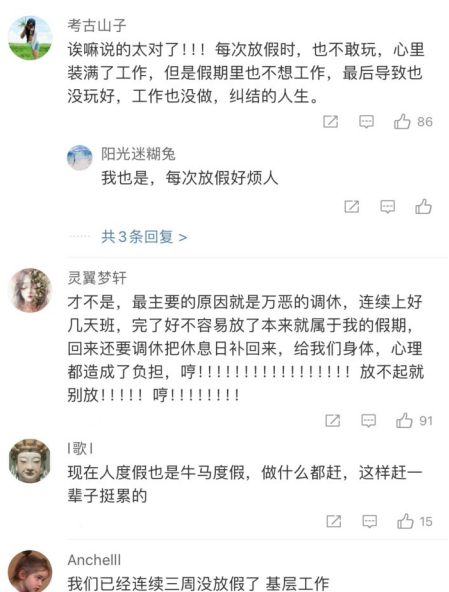 考古山子
诶嘛说的太对了!!! 每次放假时，也不敢玩，心里
装满了工作，但是假期里也不想工作，最后导致也
没玩好，工作也没做，纠结的人生。
86
阳光迷糊兔
我也是，每次放假好烦人
共3条回复 >
灵翼梦轩
才不是，最主要的原因就是万恶的调休，连续上好
几天班，完了好不容易放了本来就属于我的假期，
回来还要调休把休息日补回来，给我们身体，心理
都造成了负担，哼!!!!!!!!!!!!!!!!! 放不起就
别放!!!!! 哼!!!!!!!!
91
I歌I
现在人度假也是牛马度假，做什么都赶，这样赶一
辈子挺累的
15
Anchelll
我们已经连续三周没放假了 基层工作